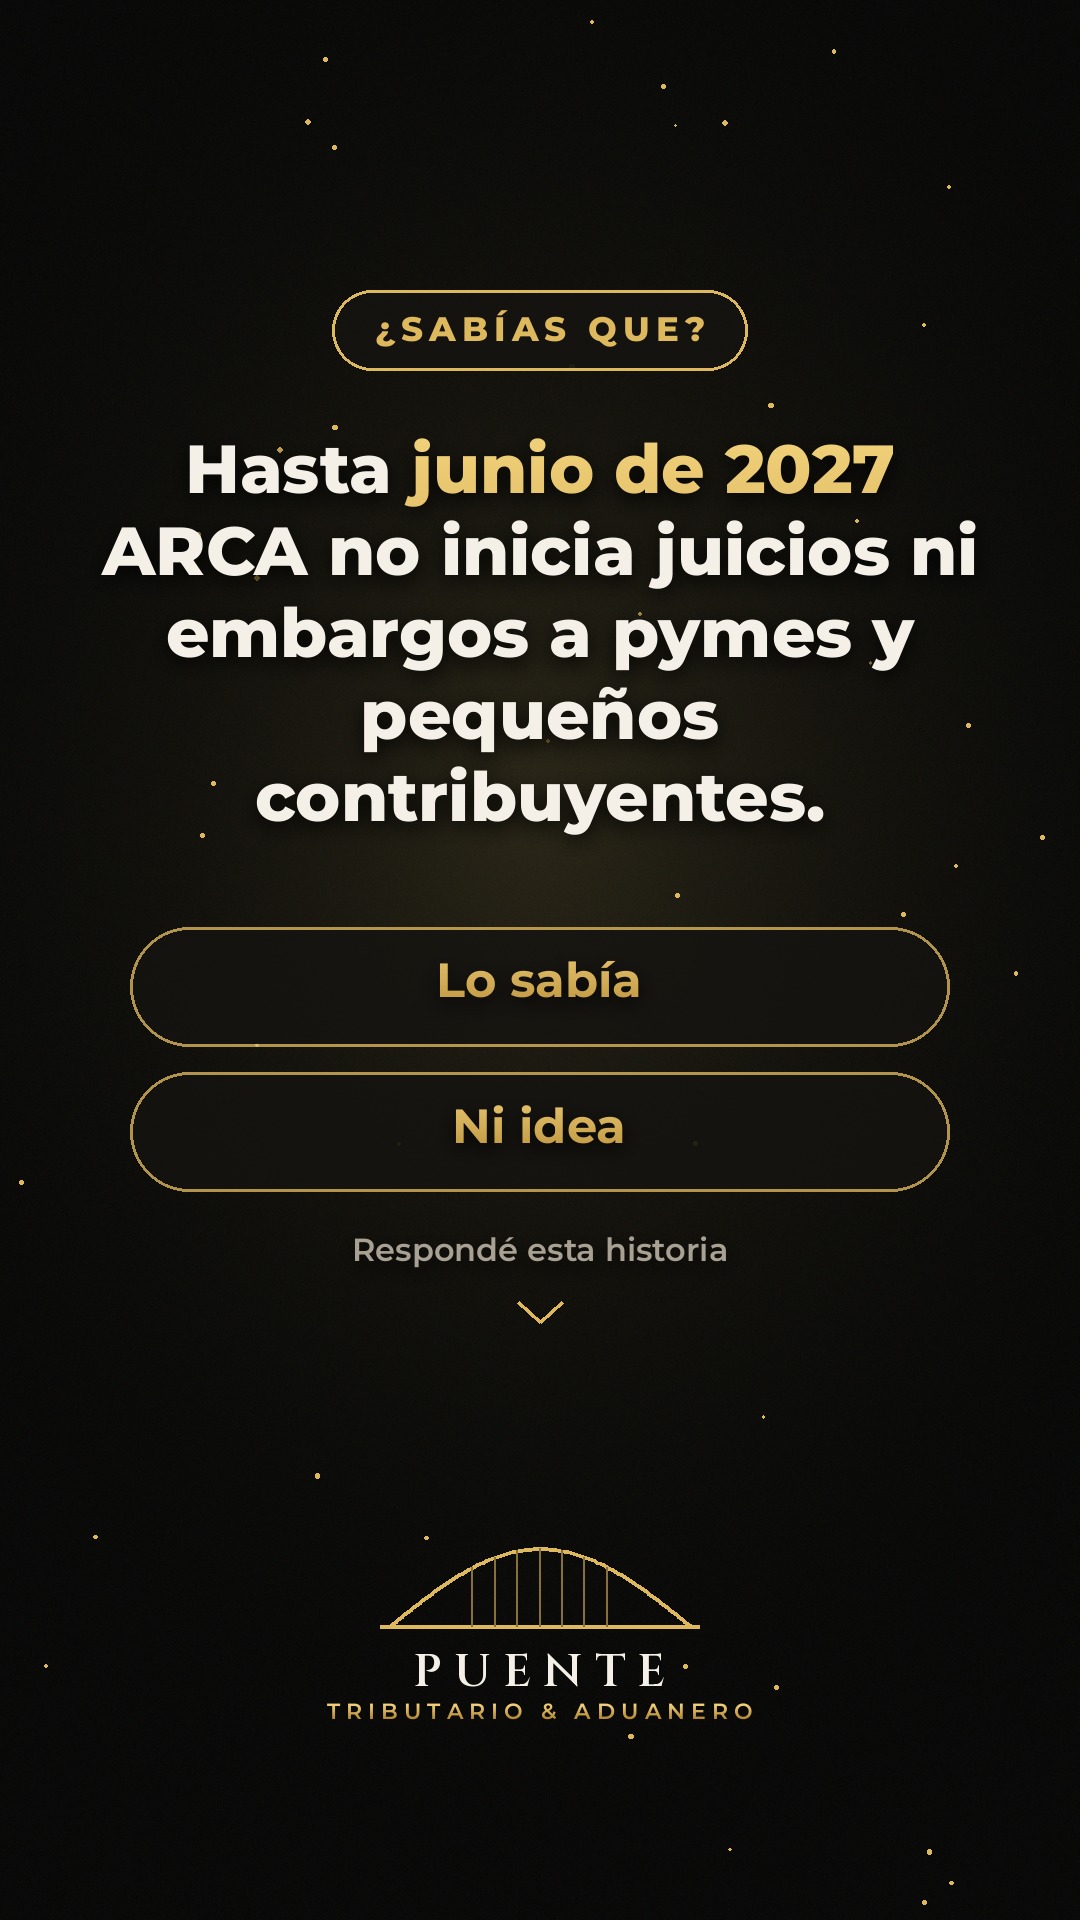 ¿SABÍAS QUE?
Hasta junio de 2027
ARCA no inicia juicios ni
embargos a pymes y
pequeños
contribuyentes.
Lo sabía
Ni idea
Respondé esta historia
PUENTE
TRIBUTARIO & ADUANERO